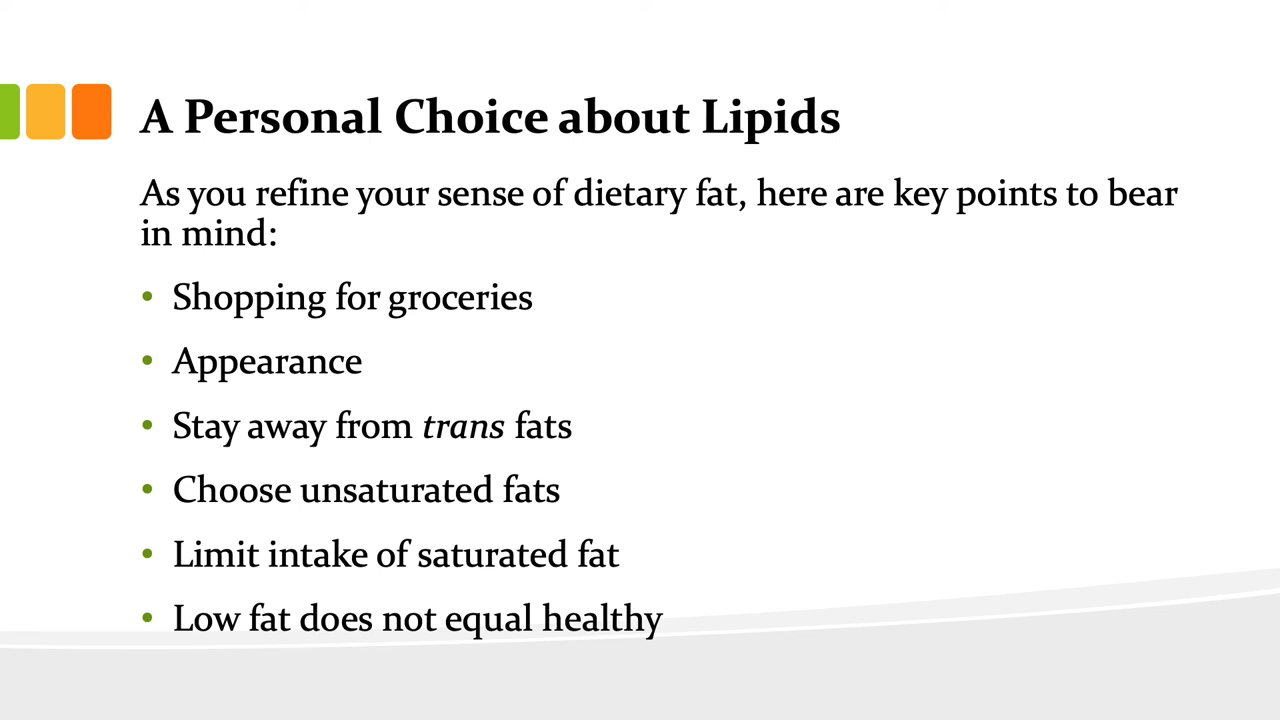 A Personal Choice about Lipids
As you refine your sense of dietary fat, here are key points to bear
in mind:
• Shopping for groceries
• Appearance
• Stay away from trans fats
• Choose unsaturated fats
• Limit intake of saturated fat
• Low fat does not equal healthy